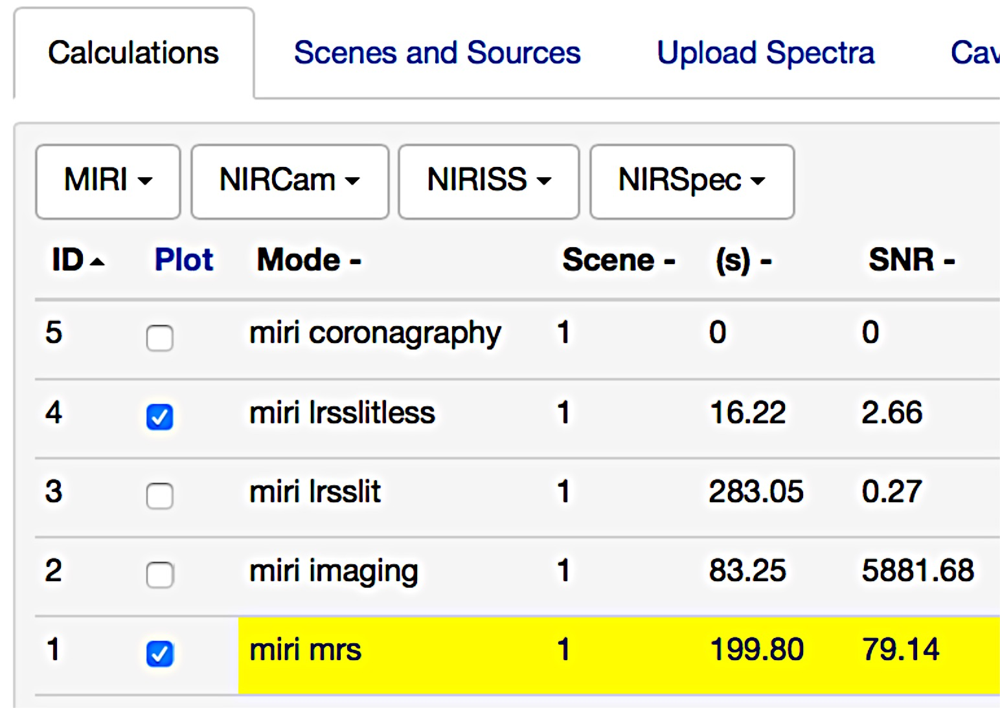 Calculations Scenes and Sources Upload Spectra
MIRI NIRCam NIRISS NIRSpec
ID Plot Mode - Scene - (s) - SNR -
5 miri coronagraphy 1 0 0
4 miri lrsslitless 1 16.22 2.66
3 miri lrsslit 1 283.05 0.27
2 miri imaging 1 83.25 5881.68
1 miri mrs 1 199.80 79.14